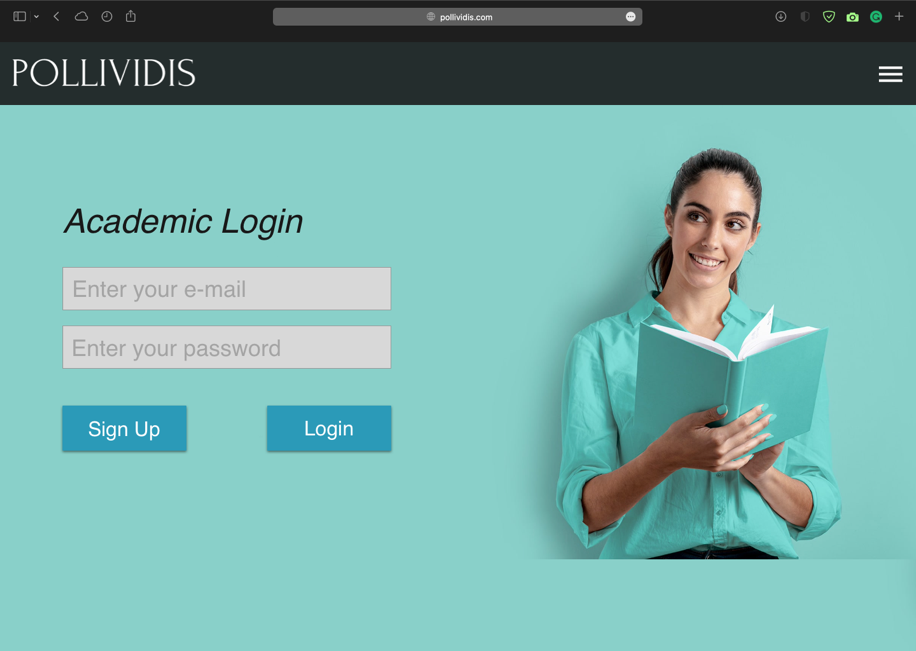 pollividis.com
POLLIVIDIS
Academic Login
Enter your e-mail
Enter your password
Sign Up
Login